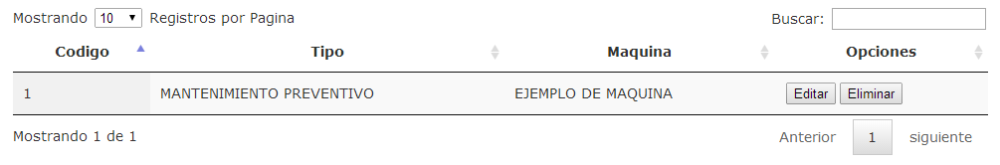 Mostrando 10 Registros por Pagina Buscar:
Codigo Tipo Maquina Opciones
1 MANTENIMIENTO PREVENTIVO EJEMPLO DE MAQUINA Editar Eliminar
Mostrando 1 de 1 Anterior 1 siguiente